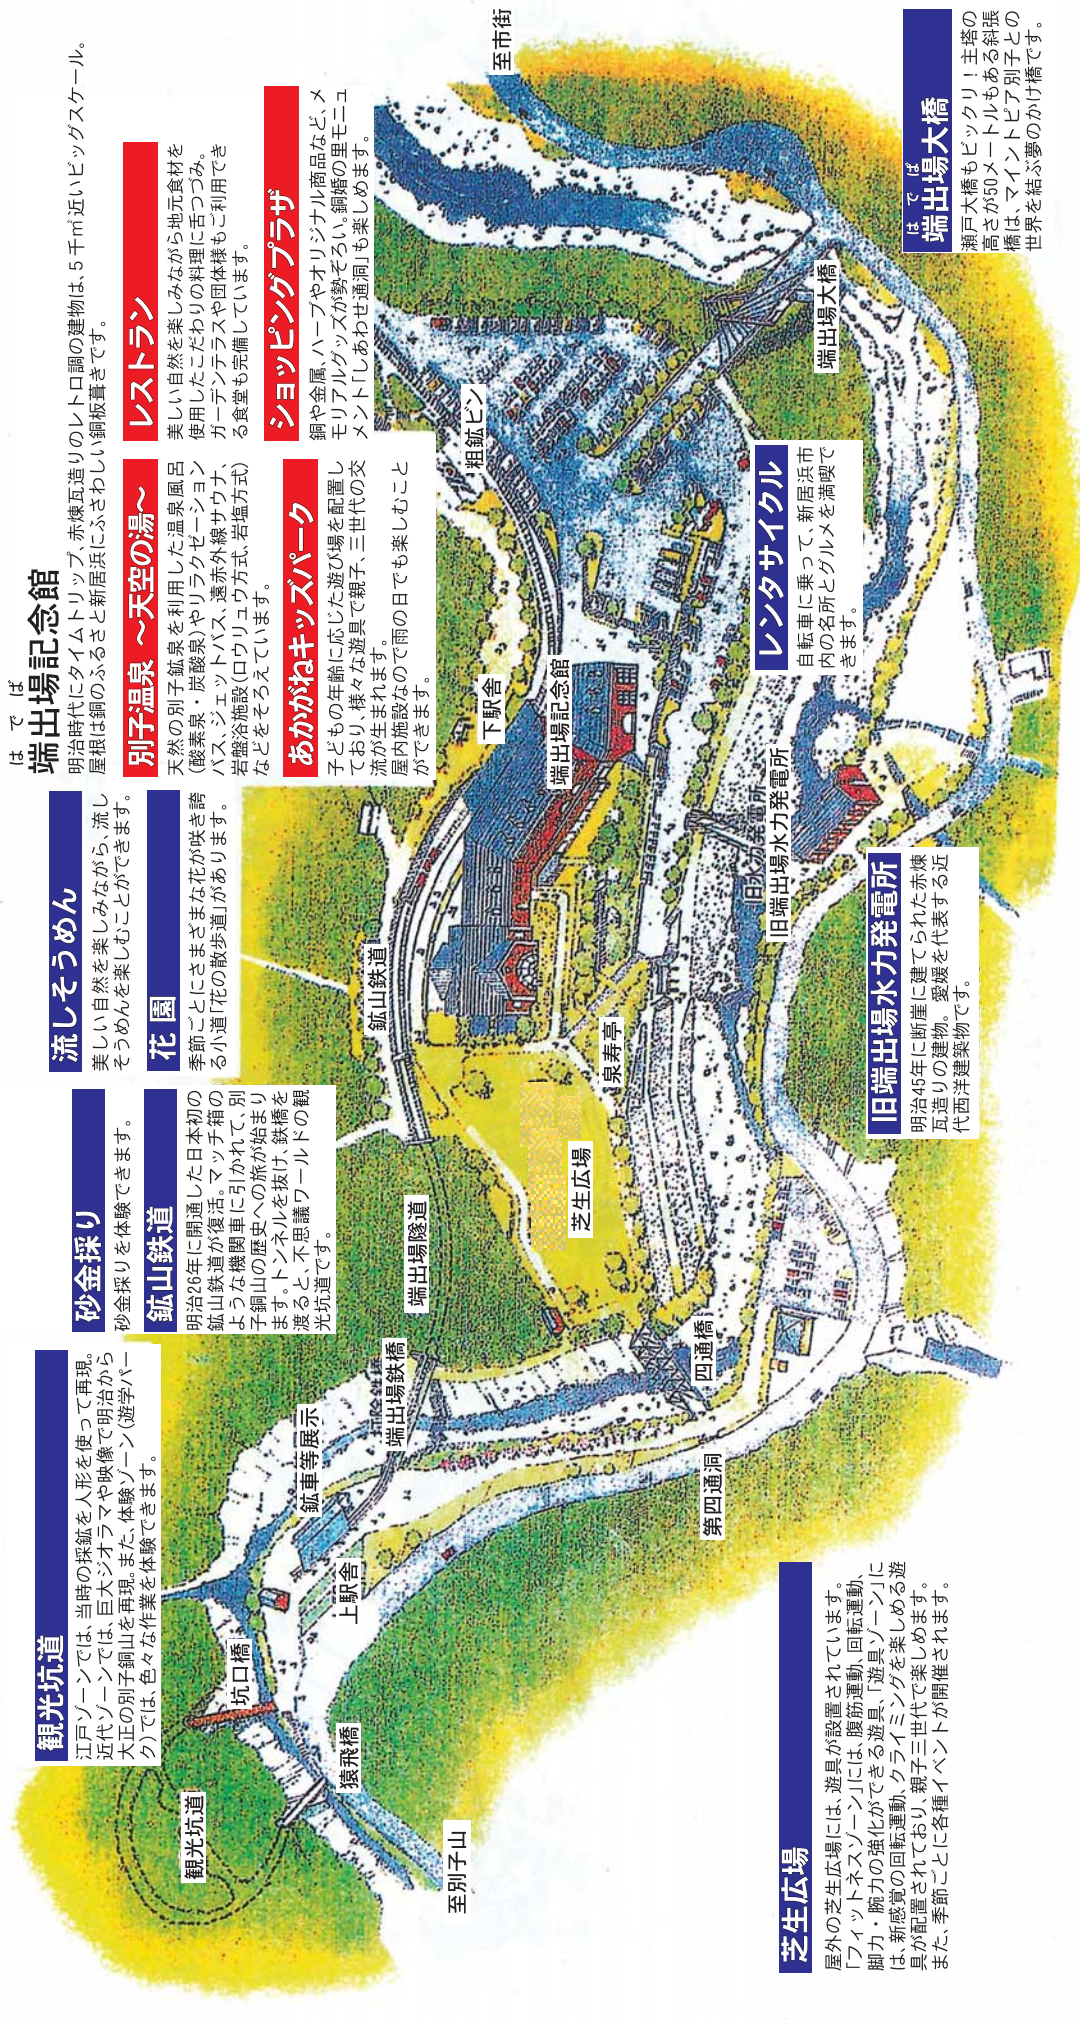 端出場記念館
はでば
明治時代にタイムトリップ、赤煉瓦造りのレトロ調の建物は、5千㎡近いビッグスケール。
屋根は銅のふるさと新居浜にふさわしい銅板葺きです。
別子温泉 ～天空の湯～
天然の別子鉱泉を利用した温泉風呂
(酸素泉・炭酸泉)やリラクゼーション
バス、ジェットバス、遠赤外線サウナ、
岩盤浴施設(ロウリュウ方式、岩塩方式)
などをそろえています。
レストラン
美しい自然を楽しみながら地元食材を
使用したこだわりの料理に舌つづみ。
ガーデンテラスや団体様もご利用でき
る食堂も完備しています。
あかがねキッズパーク
子どもの年齢に応じた遊び場を配置し
ており、様々な遊具で親子、三世代の交
流が生まれます。
屋内施設なので雨の日でも楽しむこと
ができます。
ショッピングプラザ
銅や金属、ハーブやオリジナル商品など、メ
モリアルグッズが勢ぞろい。銅婚の里モニュ
メント「しあわせ通洞」も楽しめます。
流しそうめん
美しい自然を楽しみながら、流し
そうめんを楽しむことができます。
花園
季節ごとにさまざまな花が咲き誇
る小道「花の散歩道」があります。
砂金採り
砂金採りを体験できます。
鉱山鉄道
明治26年に開通した日本初の
鉱山鉄道が復活。マッチ箱の
ような機関車に引かれて、別
子銅山の歴史への旅が始まり
ます。トンネルを抜け、鉄橋を
渡ると、不思議ワールドの観
光坑道です。
観光坑道
江戸ゾーンでは、当時の採鉱を人形を使って再現。
近代ゾーンでは、巨大ジオラマや映像で明治から
大正の別子銅山を再現。また、体験ゾーン(遊学パー
ク)では、色々な作業を体験できます。
観光坑道
坑口橋
猿飛橋
至別子山
上駅舎
鉱車等展示
端出場鉄橋
端出場隧道
第四通洞
四通橋
芝生広場
泉寿亭
鉱山鉄道
下駅舎
端出場記念館
旧水力発電所
旧端出場水力発電所
粗鉱ビン
端出場大橋
至市街
レンタサイクル
自転車に乗って、新居浜市
内の名所とグルメを満喫で
きます。
旧端出場水力発電所
明治45年に断崖に建てられた赤煉
瓦造りの建物。愛媛を代表する近
代西洋建築物です。
端出場大橋
はでば
瀬戸大橋もビックリ!主塔の
高さが50メートルもある斜張
橋は、マイントピア別子との
世界を結ぶ夢のかけ橋です。
芝生広場
屋外の芝生広場には、遊具が設置されています。
「フィットネスゾーン」には、腹筋運動、回転運動、
脚力・腕力の強化ができる遊具、「遊具ゾーン」に
は、新感覚の回転運動、クライミングを楽しめる遊
具が配置されており、親子三世代で楽しめます。
また、季節ごとに各種イベントが開催されます。